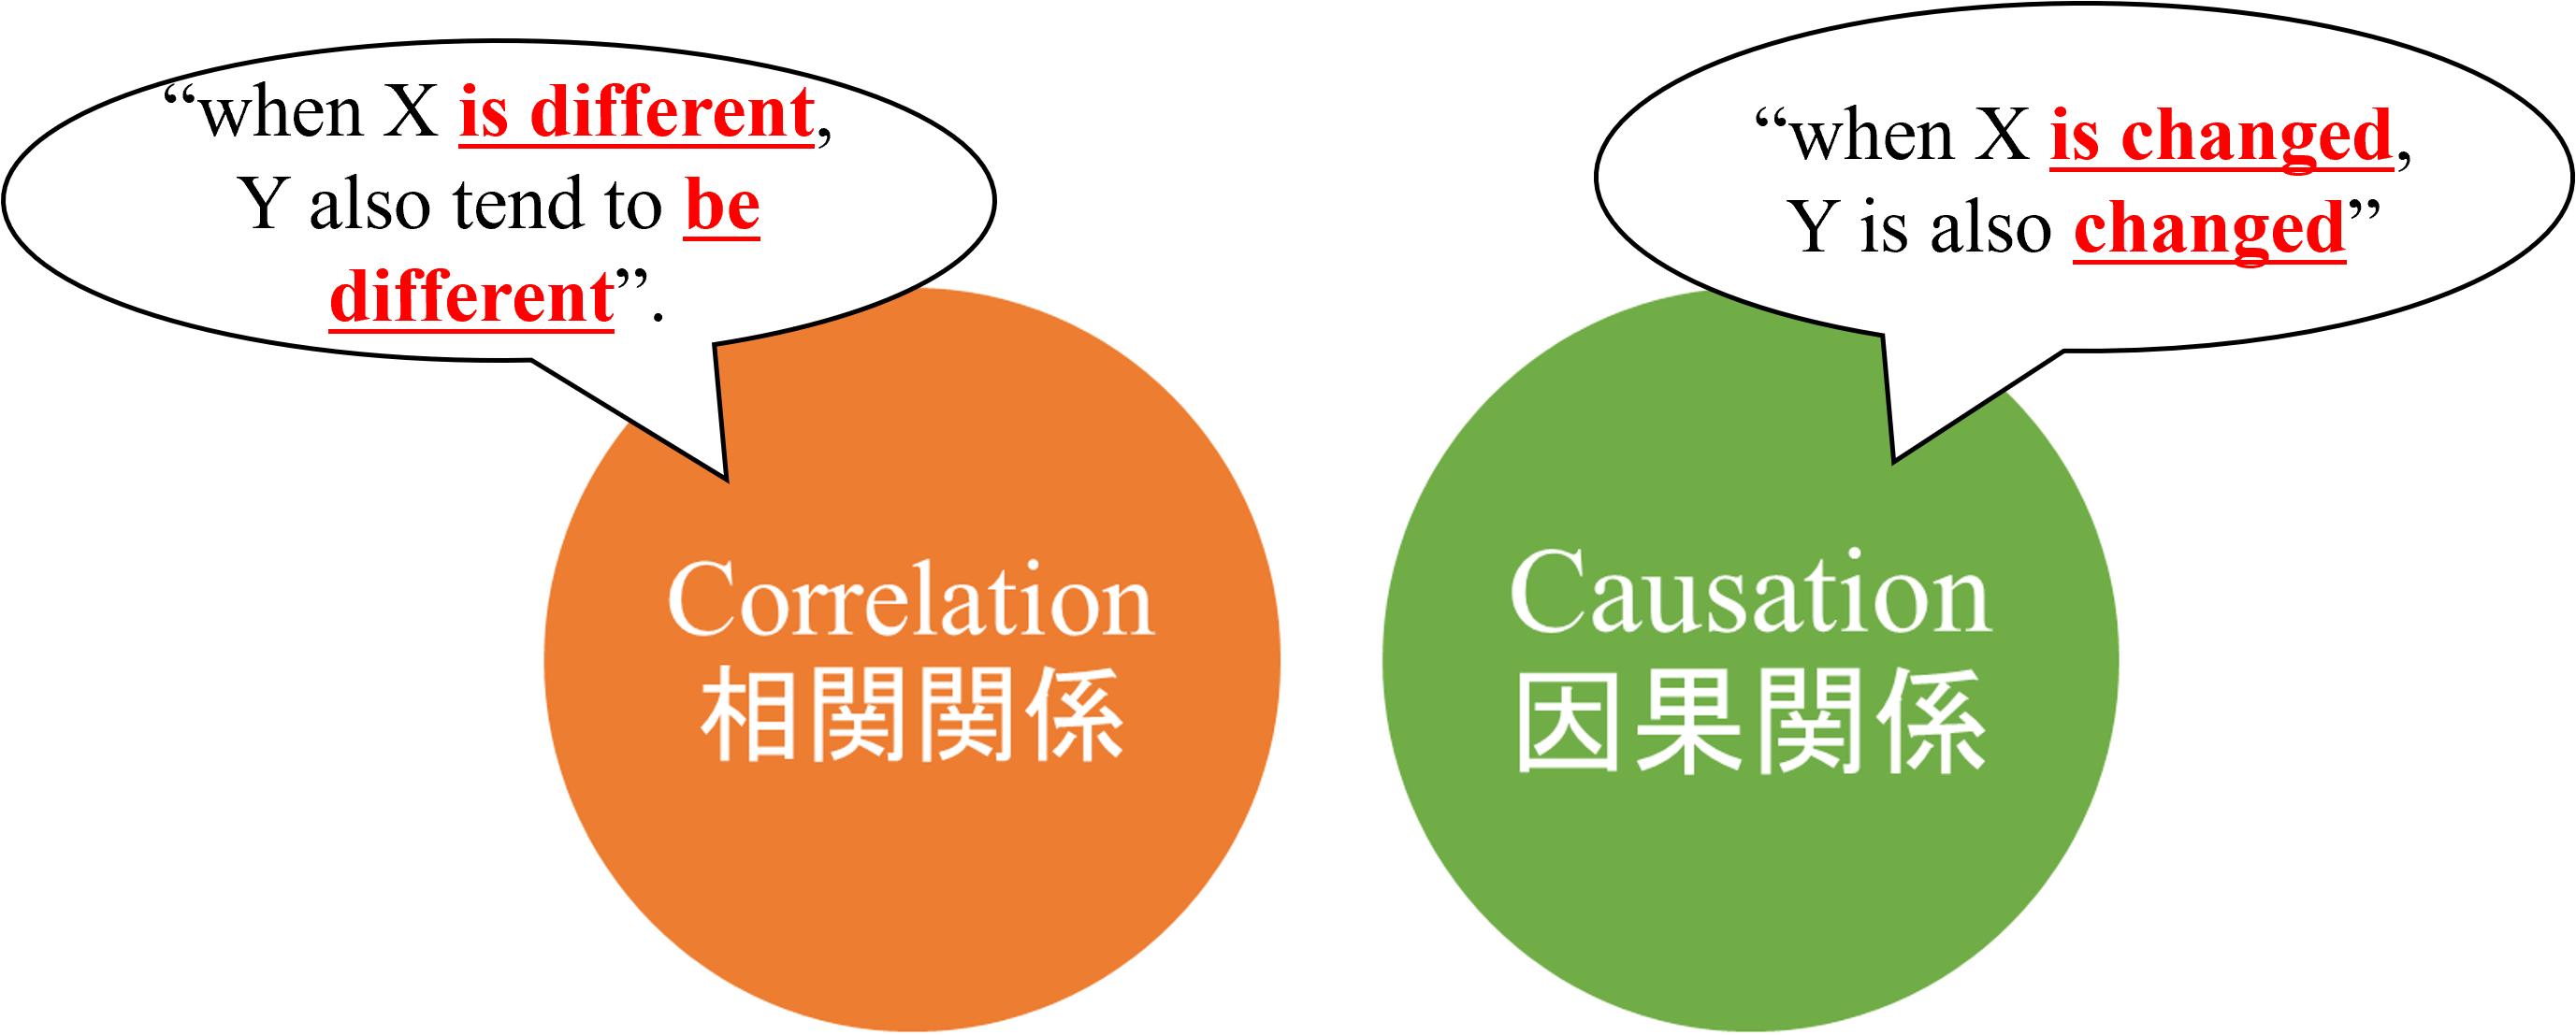 “when X is different,
Y also tend to be
different”.
“when X is changed,
Y is also changed”
Correlation
相関関係
Causation
因果関係